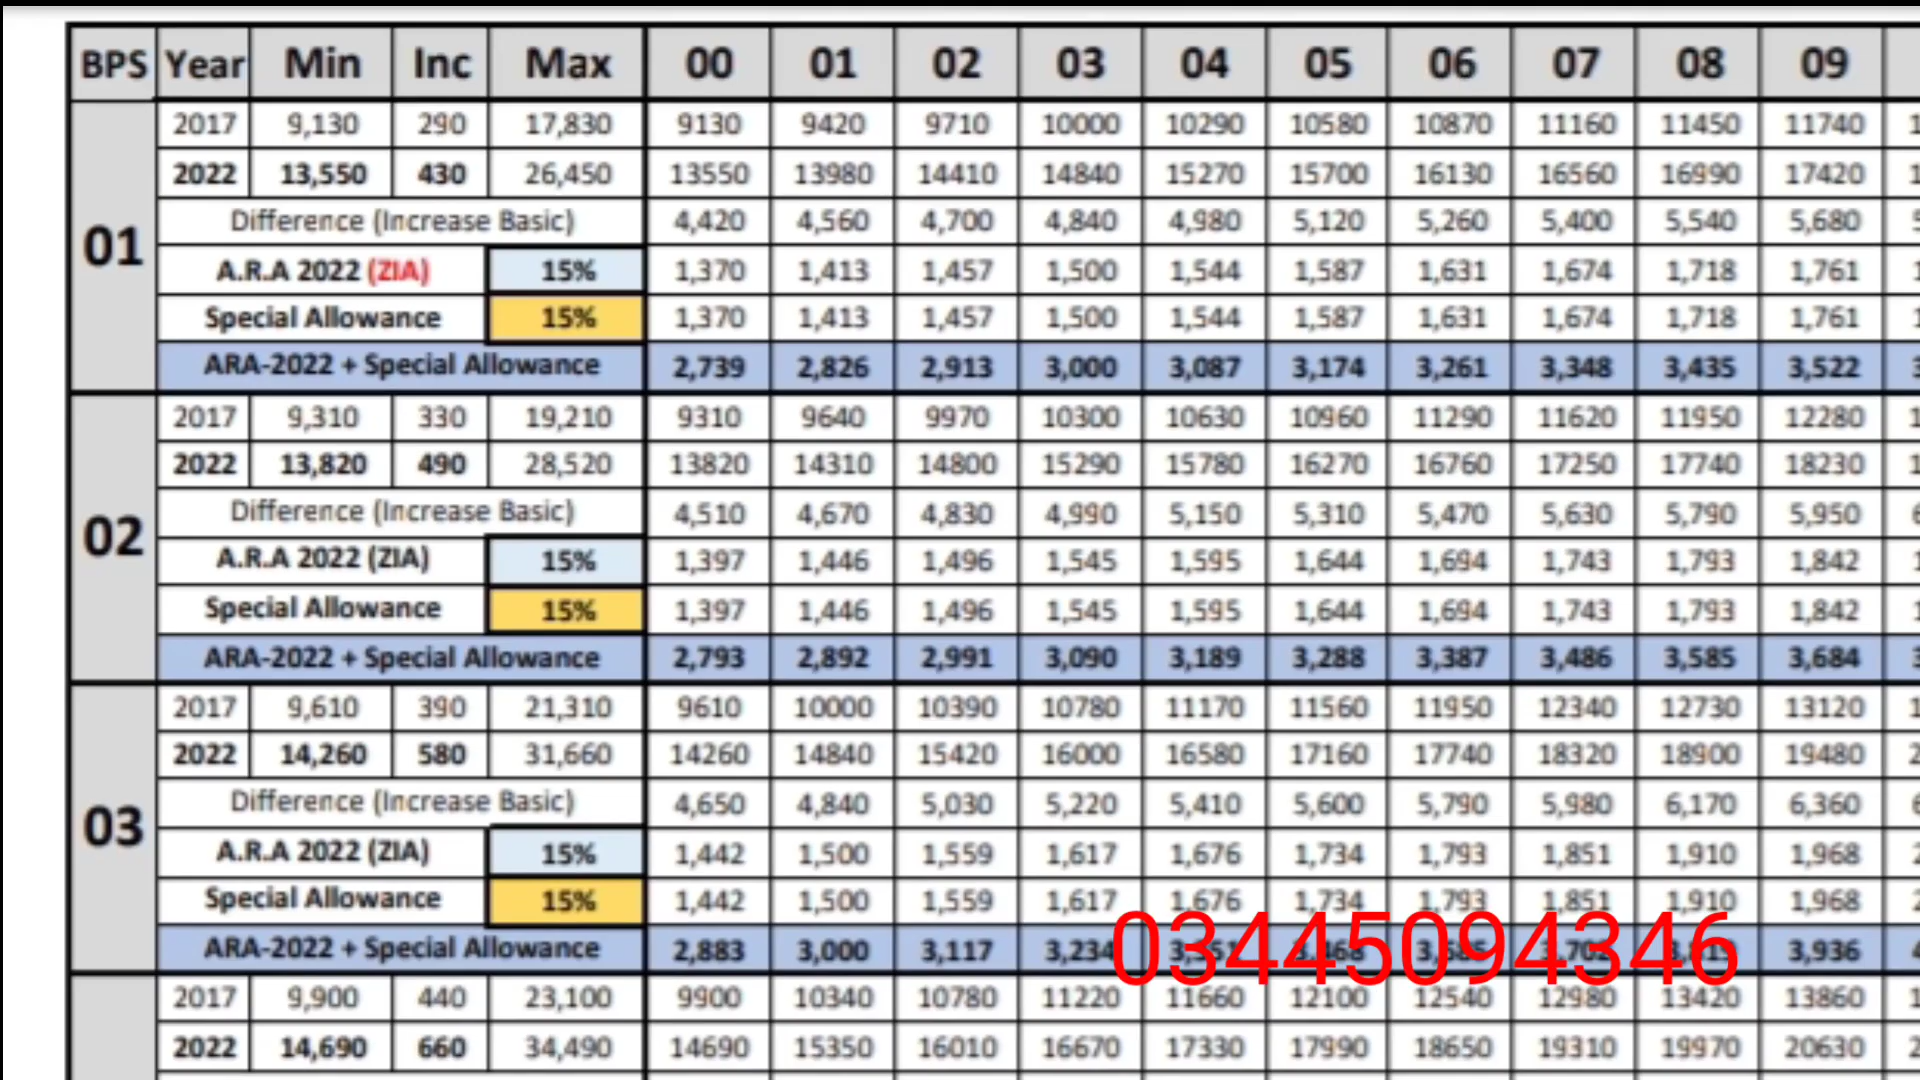 BPS Year Min Inc Max 00 01 02 03 04 05 06 07 08 09
2017 9,130 290 17,830 9130 9420 9710 10000 10290 10580 10870 11160 11450 11740
2022 13,550 430 26,450 13550 13980 14410 14840 15270 15700 16130 16560 16990 17420
Difference (Increase Basic) 4,420 4,560 4,700 4,840 4,980 5,120 5,260 5,400 5,540 5,680
01
A.R.A 2022 (ZIA) 15% 1,370 1,413 1,457 1,500 1,544 1,587 1,631 1,674 1,718 1,761
Special Allowance 15% 1,370 1,413 1,457 1,500 1,544 1,587 1,631 1,674 1,718 1,761
ARA-2022 + Special Allowance 2,739 2,826 2,913 3,000 3,087 3,174 3,261 3,348 3,435 3,522
2017 9,310 330 19,210 9310 9640 9970 10300 10630 10960 11290 11620 11950 12280
2022 13,820 490 28,520 13820 14310 14800 15290 15780 16270 16760 17250 17740 18230
Difference (Increase Basic) 4,510 4,670 4,830 4,990 5,150 5,310 5,470 5,630 5,790 5,950
02
A.R.A 2022 (ZIA) 15% 1,397 1,446 1,496 1,545 1,595 1,644 1,694 1,743 1,793 1,842
Special Allowance 15% 1,397 1,446 1,496 1,545 1,595 1,644 1,694 1,743 1,793 1,842
ARA-2022 + Special Allowance 2,793 2,892 2,991 3,090 3,189 3,288 3,387 3,486 3,585 3,684
2017 9,610 390 21,310 9610 10000 10390 10780 11170 11560 11950 12340 12730 13120
2022 14,260 580 31,660 14260 14840 15420 16000 16580 17160 17740 18320 18900 19480
Difference (Increase Basic) 4,650 4,840 5,030 5,220 5,410 5,600 5,790 5,980 6,170 6,360
03
A.R.A 2022 (ZIA) 15% 1,442 1,500 1,559 1,617 1,676 1,734 1,793 1,851 1,910 1,968
Special Allowance 15% 1,442 1,500 1,559 1,617 1,676 1,734 1,793 1,851 1,910 1,968
ARA-2022 + Special Allowance 2,883 3,000 3,117 3,234 3,936
03445094346
2017 9,900 440 23,100 9900 10340 10780 11220 11660 12100 12540 12980 13420 13860
2022 14,690 660 34,490 14690 15350 16010 16670 17330 17990 18650 19310 19970 20630